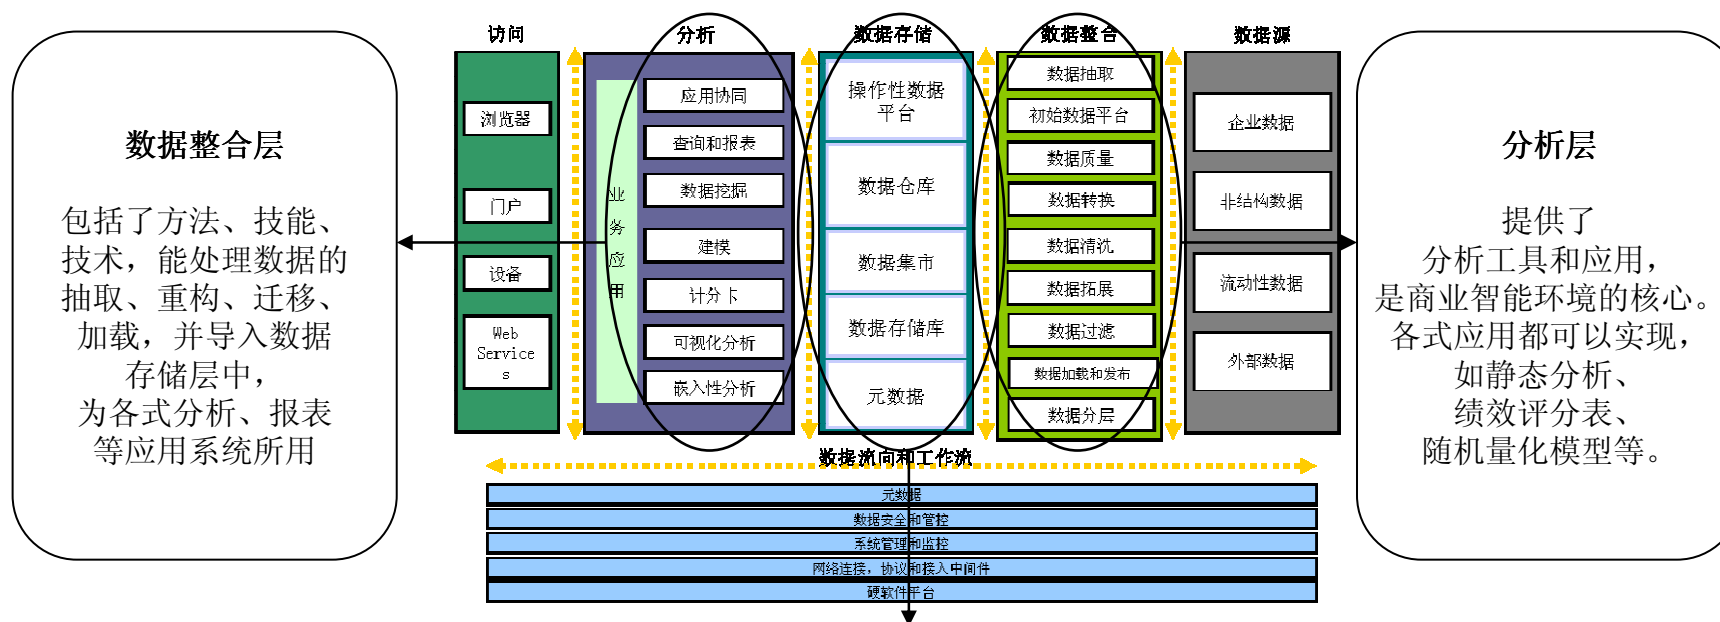 数据整合层
包括了方法、技能、
技术，能处理数据的
抽取、重构、迁移、
加载，并导入数据
存储层中，
为各式分析、报表
等应用系统所用
访问
浏览器
门户
设备
Web
Service
s
分析
业
务
应
用
应用协同
查询和报表
数据挖掘
建模
计分卡
可视化分析
嵌入性分析
数据存储
操作性数据
平台
数据仓库
数据集市
数据存储库
元数据
数据整合
数据抽取
初始数据平台
数据质量
数据转换
数据清洗
数据拓展
数据过滤
数据加载和发布
数据分层
数据源
企业数据
非结构数据
流动性数据
外部数据
数据流向和工作流
元数据
数据安全和管控
系统管理和监控
网络连接，协议和接入中间件
硬软件平台
分析层
提供了
分析工具和应用，
是商业智能环境的核心。
各式应用都可以实现，
如静态分析、
绩效评分表、
随机量化模型等。